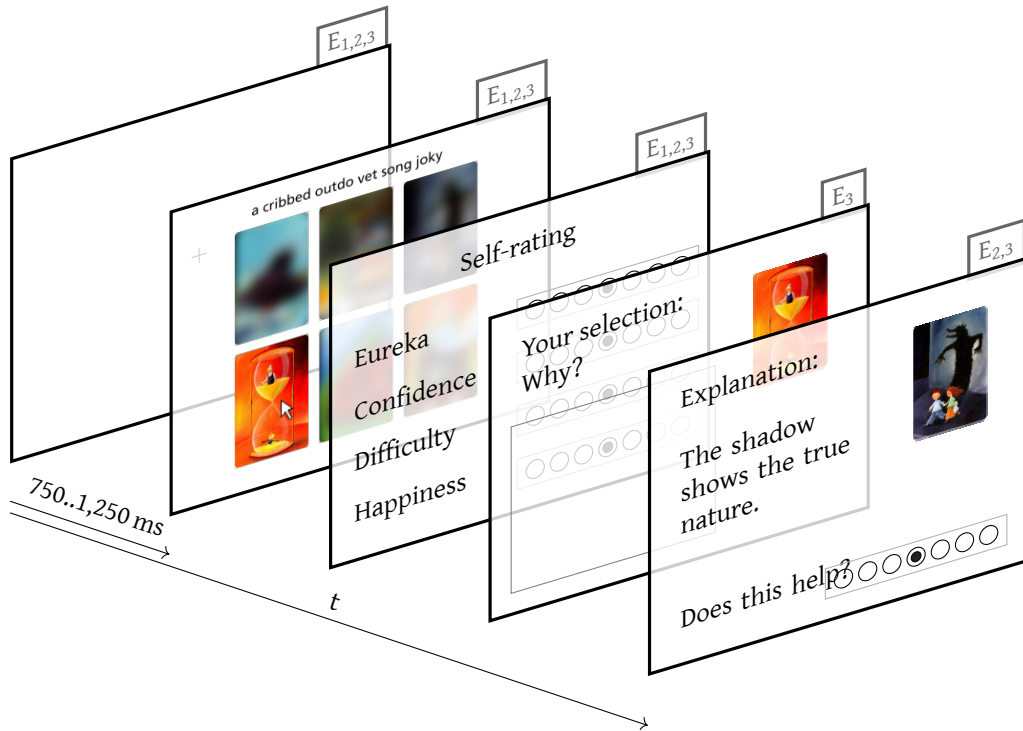 E1,2,3
E1,2,3
a cribbed outdo vet song joky
E1,2,3
Self-rating
Eureka
Confidence
Difficulty
Happiness
E3
Your selection:
Why?
E2,3
Explanation:
The shadow
shows the true
nature.
Does this help?
750..1,250 ms
t